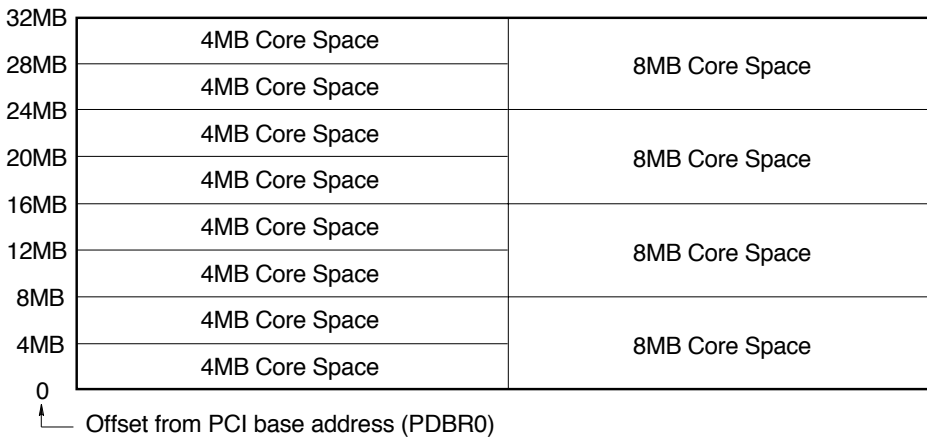 32MB
4MB Core Space
28MB
8MB Core Space
4MB Core Space
24MB
4MB Core Space
20MB
8MB Core Space
4MB Core Space
16MB
4MB Core Space
12MB
8MB Core Space
4MB Core Space
8MB
4MB Core Space
4MB
8MB Core Space
4MB Core Space
0
Offset from PCI base address (PDBR0)